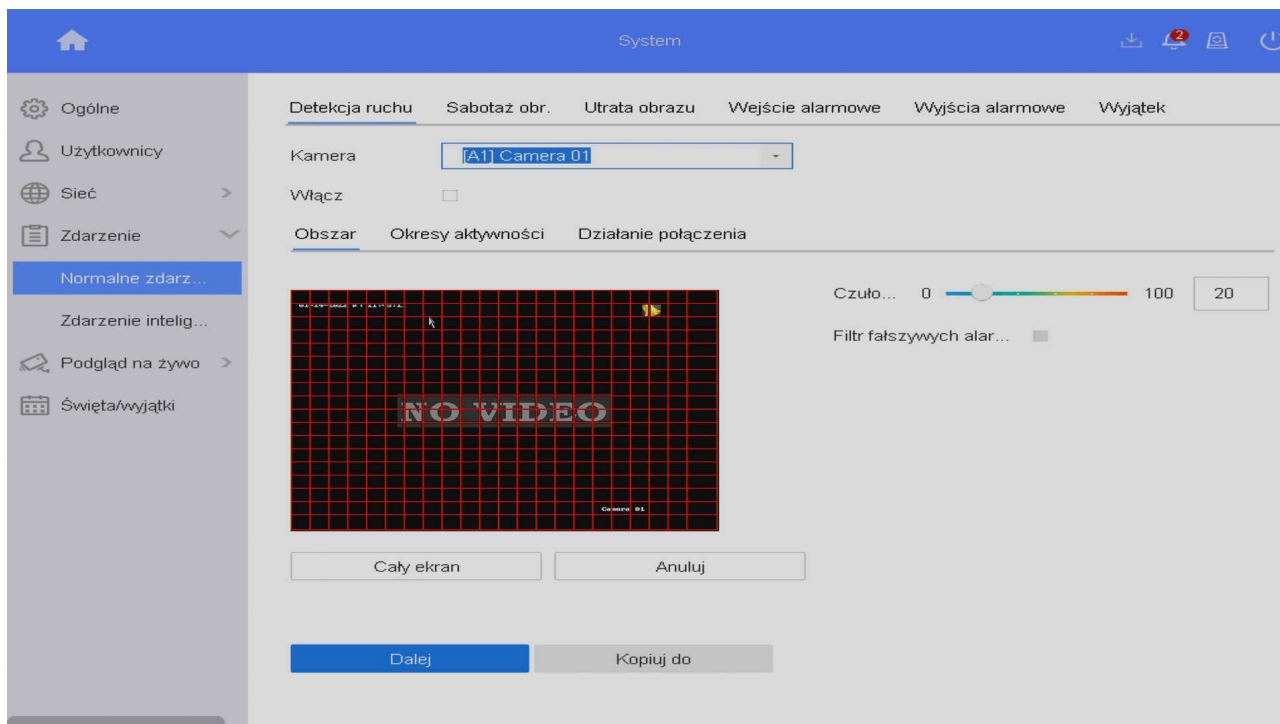 System
2
Ogólne
Użytkownicy
Sieć
Zdarzenie
Normalne zdarz...
Zdarzenie intelig...
Podgląd na żywo
Święta/wyjątki
Detekcja ruchu Sabotaż obr. Utrata obrazu Wejście alarmowe Wyjścia alarmowe Wyjątek
Kamera [A1] Camera 01
Włącz
Obszar Okresy aktywności Działanie połączenia
NO VIDEO
Camera 01
Czuło... 0 100 20
Filtr fałszywych alar...
Cały ekran Anuluj
Dalej Kopiuj do